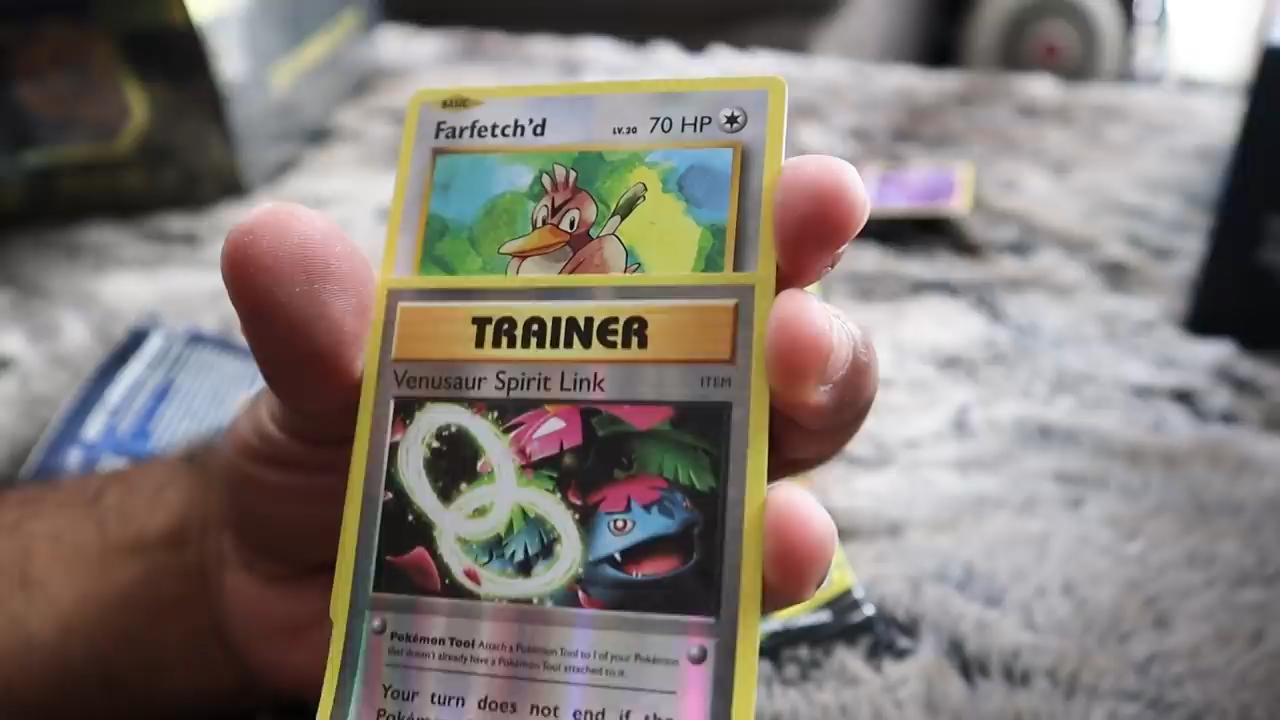 BASIC
Farfetch'd LV.20 70 HP
TRAINER
Venusaur Spirit Link ITEM
Pokémon Tool Attach a Pokémon Tool to 1 of your Pokémon
that doesn't already have a Pokémon Tool attached to it.
Your turn does not end if the